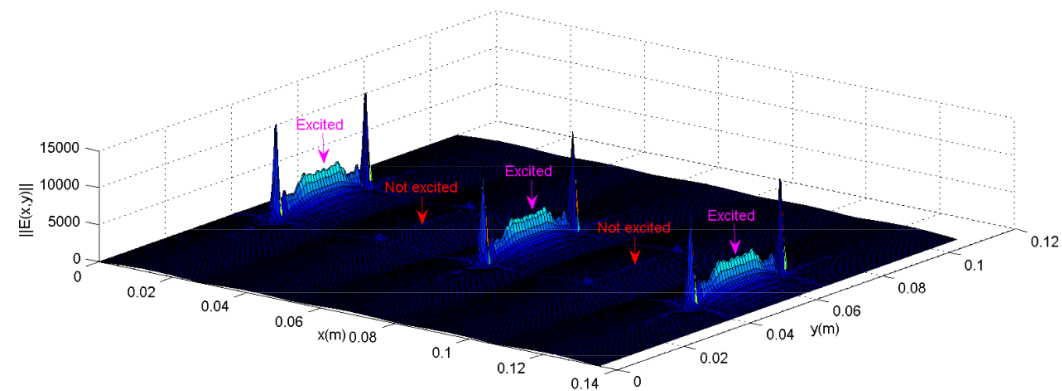 Excited
Not excited
Excited
Not excited
Excited
||E(x,y)||
15000
10000
5000
0
0
0.02
0.04
0.06
x(m)
0.08
0.1
0.12
0.14
0
0.02
0.04
y(m)
0.06
0.08
0.1
0.12